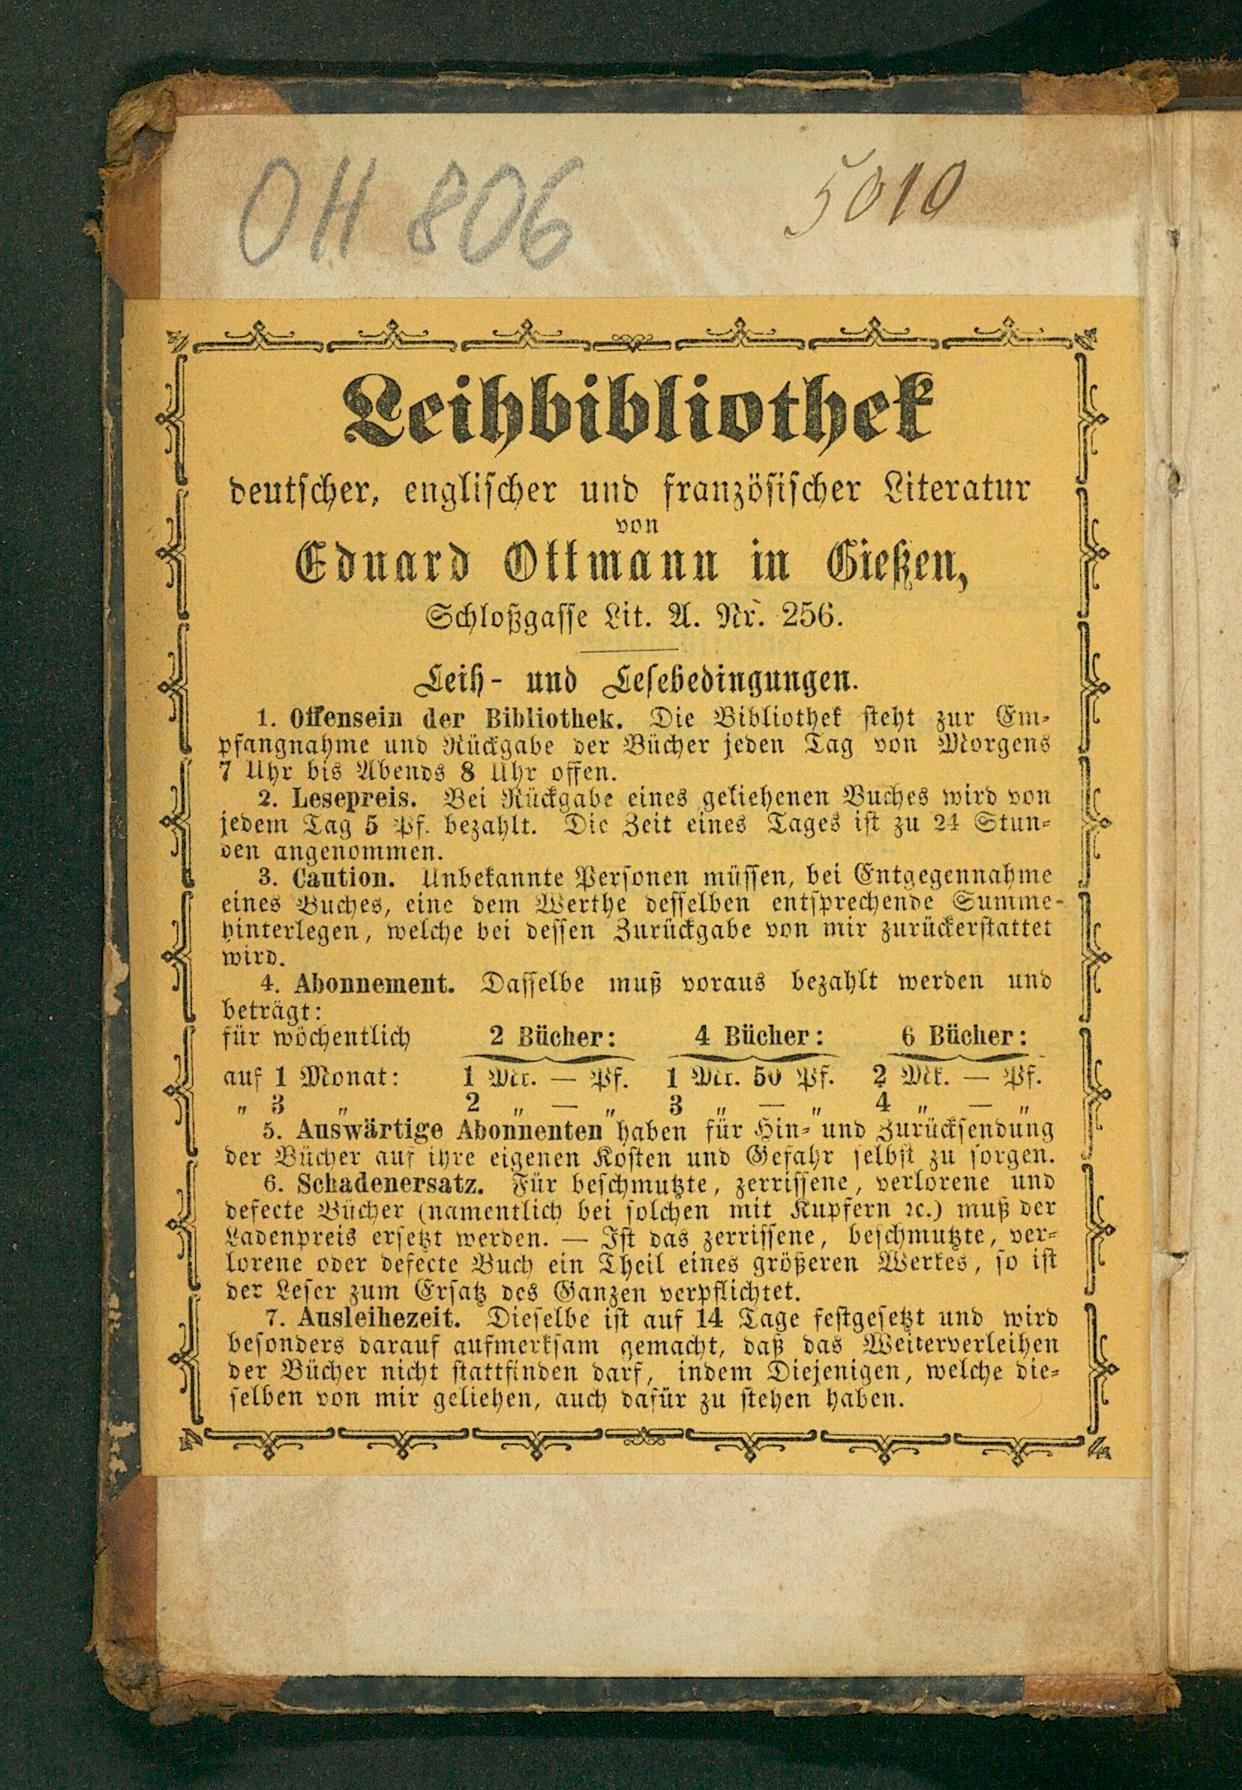 OH 806
5010
Leihbibliothek
deutscher, englischer und französischer Literatur
von
Eduard Ottmann in Gießen,
Schloßgasse Lit. A. Nr. 256.
Leih- und Lesebedingungen.
1. Offensein der Bibliothek. Die Bibliothek steht zur Em-
pfangnahme und Rückgabe der Bücher jeden Tag von Morgens
7 Uhr bis Abends 8 Uhr offen.
2. Lesepreis. Bei Rückgabe eines geliehenen Buches wird von
jedem Tag 5 Pf. bezahlt. Die Zeit eines Tages ist zu 24 Stun-
den angenommen.
3. Caution. Unbekannte Personen müssen, bei Entgegennahme
eines Buches, eine dem Werthe desselben entsprechende Summe-
hinterlegen, welche bei dessen Zurückgabe von mir zurückerstattet
wird.
4. Abonnement. Dasselbe muß voraus bezahlt werden und
beträgt:
für wöchentlich 2 Bücher: 4 Bücher: 6 Bücher:
auf 1 Monat: 1 Mk. — Pf. 1 Mk. 50 Pf. 2 Mk. — Pf.
„ 3 „ 2 „ — „ 3 „ — „ 4 „ — „
5. Auswärtige Abonnenten haben für Hin- und Zurücksendung
der Bücher auf ihre eigenen Kosten und Gefahr selbst zu sorgen.
6. Schadenersatz. Für beschmutzte, zerrissene, verlorene und
defecte Bücher (namentlich bei solchen mit Kupfern ꝛc.) muß der
Ladenpreis ersetzt werden. — Ist das zerrissene, beschmutzte, ver-
lorene oder defecte Buch ein Theil eines größeren Werkes, so ist
der Leser zum Ersatz des Ganzen verpflichtet.
7. Ausleihezeit. Dieselbe ist auf 14 Tage festgesetzt und wird
besonders darauf aufmerksam gemacht, daß das Weiterverleihen
der Bücher nicht stattfinden darf, indem Diejenigen, welche die-
selben von mir geliehen, auch dafür zu stehen haben.